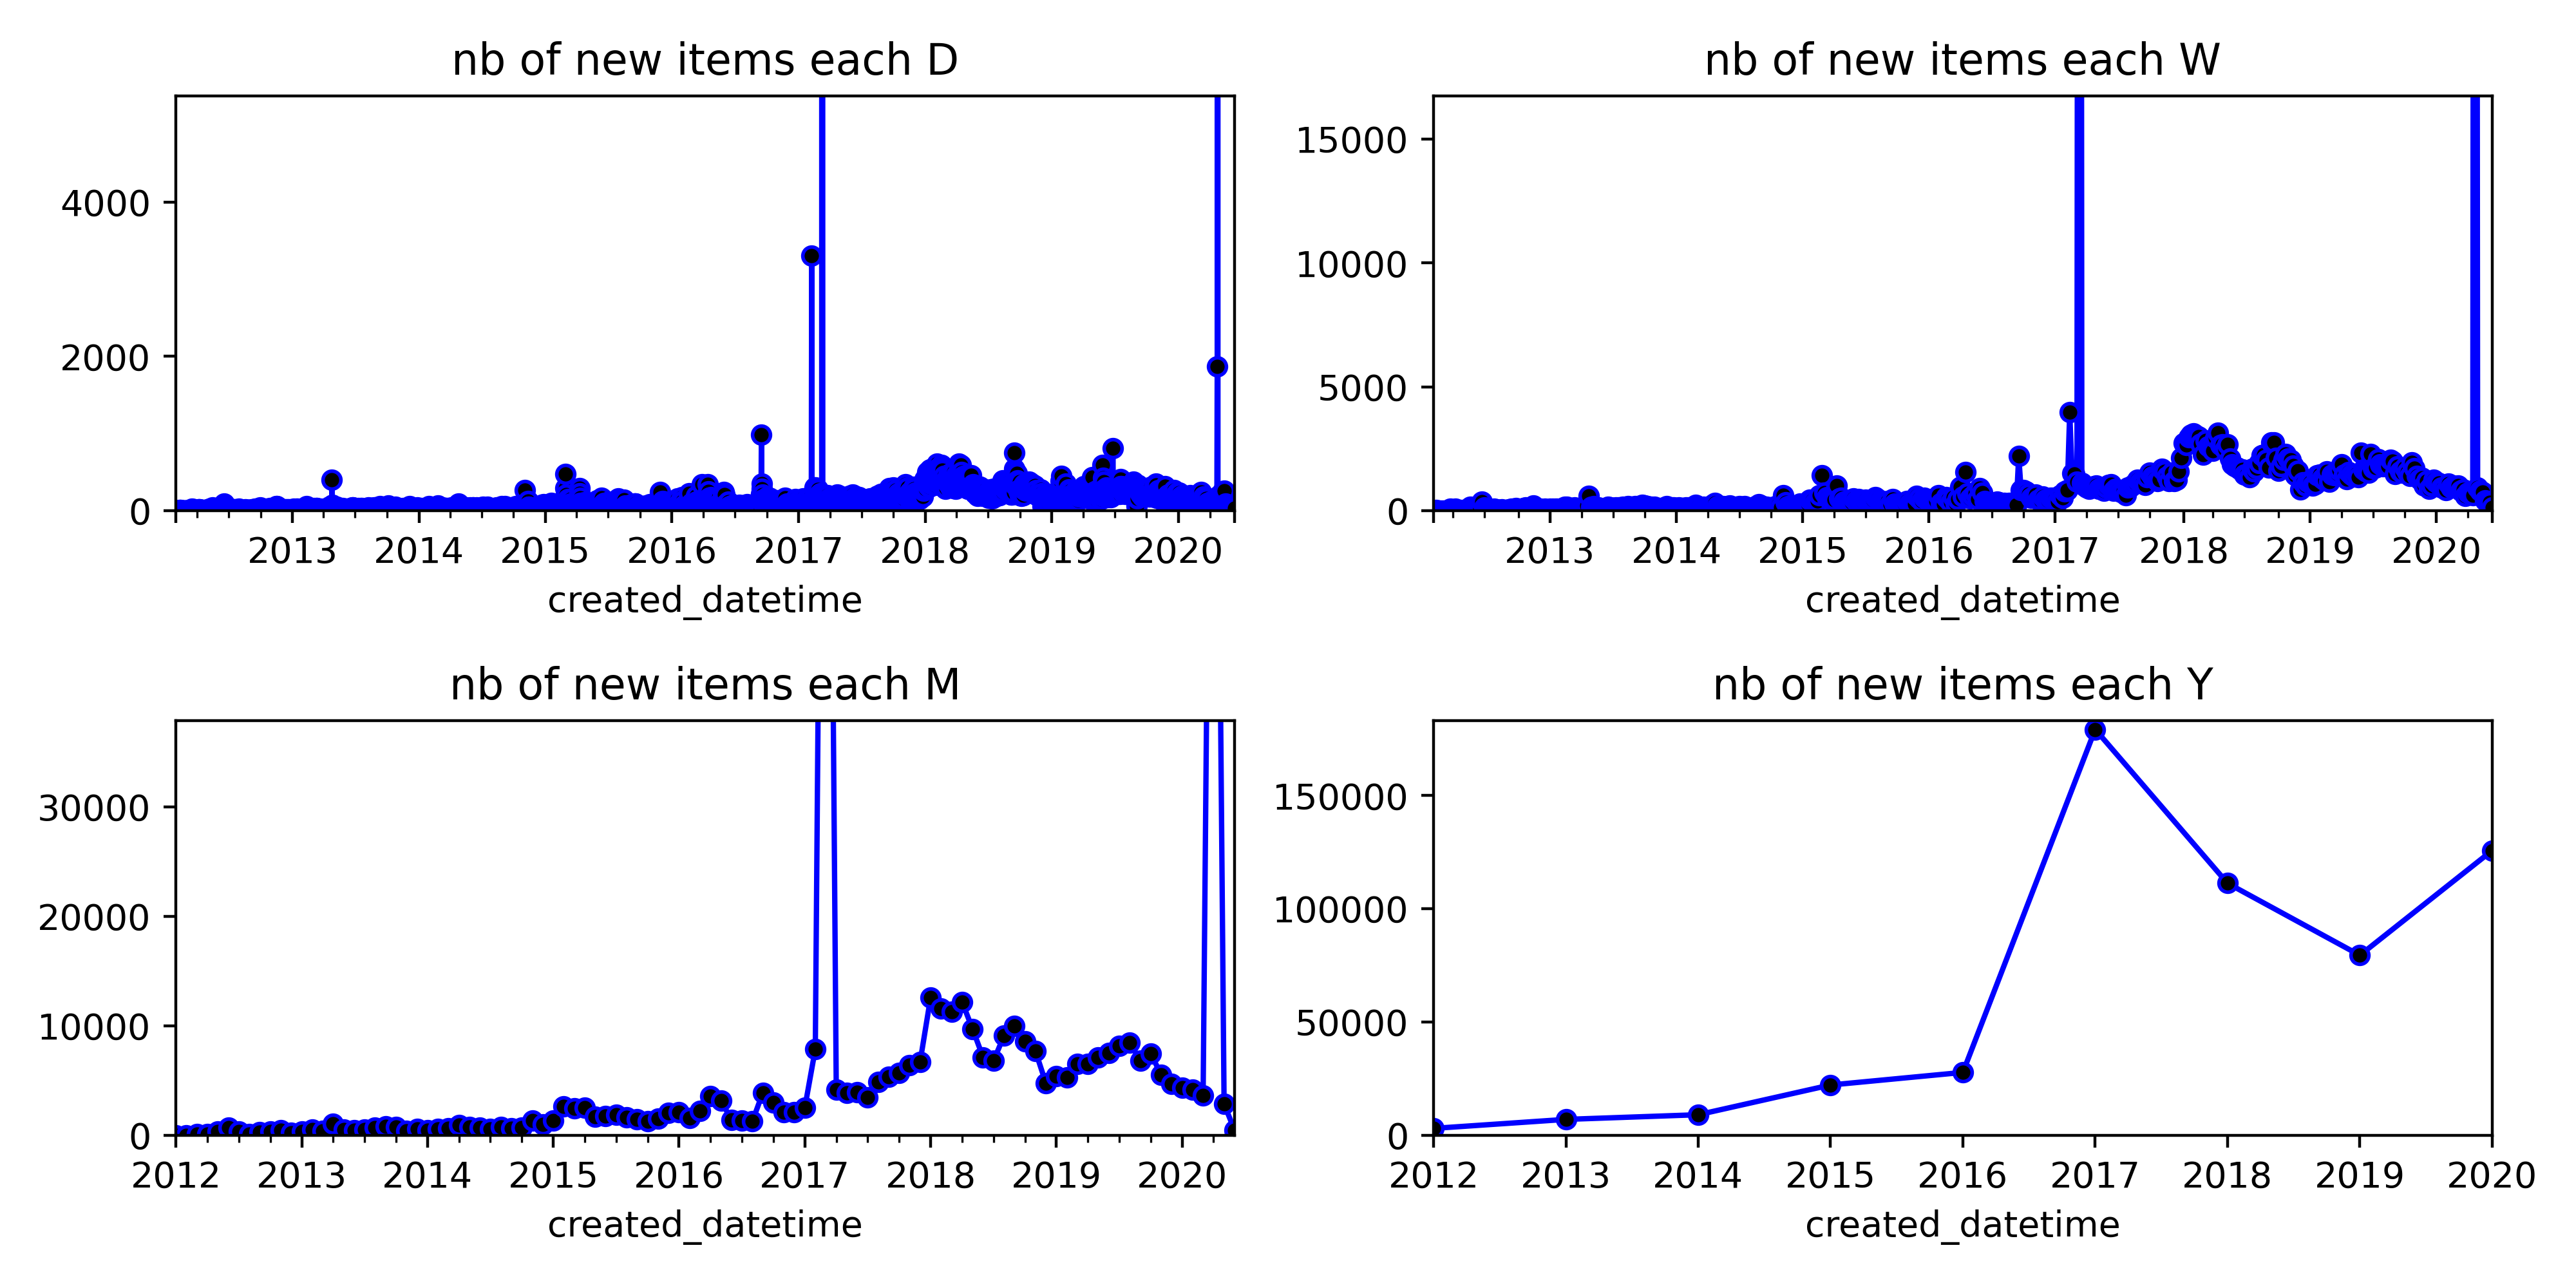 nb of new items each D
4000
2000
0
2013 2014 2015 2016 2017 2018 2019 2020
created_datetime
nb of new items each W
15000
10000
5000
0
2013 2014 2015 2016 2017 2018 2019 2020
created_datetime
nb of new items each M
30000
20000
10000
0
2012 2013 2014 2015 2016 2017 2018 2019 2020
created_datetime
nb of new items each Y
150000
100000
50000
0
2012 2013 2014 2015 2016 2017 2018 2019 2020
created_datetime